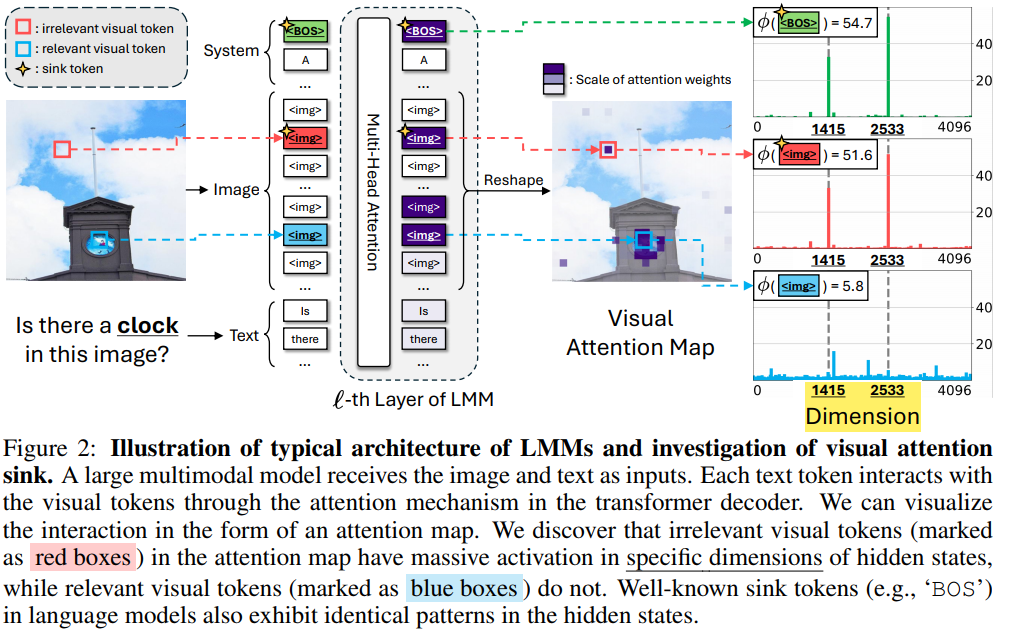 : irrelevant visual token
: relevant visual token
: sink token
System
<BOS>
A
...
<img>
<img>
<img>
...
<img>
<img>
<img>
...
Is
there
...
Image
Text
Is there a clock
in this image?
Multi-Head Attention
<BOS>
A
...
<img>
<img>
<img>
...
<img>
<img>
<img>
...
Is
there
...
ℓ-th Layer of LMM
Reshape
: Scale of attention weights
Visual
Attention Map
ϕ( <BOS> ) = 54.7
40
20
0 1415 2533 4096
ϕ( <img> ) = 51.6
40
20
0 1415 2533 4096
ϕ( <img> ) = 5.8
40
20
0 1415 2533 4096
Dimension
Figure 2: Illustration of typical architecture of LMMs and investigation of visual attention
sink. A large multimodal model receives the image and text as inputs. Each text token interacts with
the visual tokens through the attention mechanism in the transformer decoder. We can visualize
the interaction in the form of an attention map. We discover that irrelevant visual tokens (marked
as red boxes) in the attention map have massive activation in specific dimensions of hidden states,
while relevant visual tokens (marked as blue boxes) do not. Well-known sink tokens (e.g., ‘BOS’)
in language models also exhibit identical patterns in the hidden states.